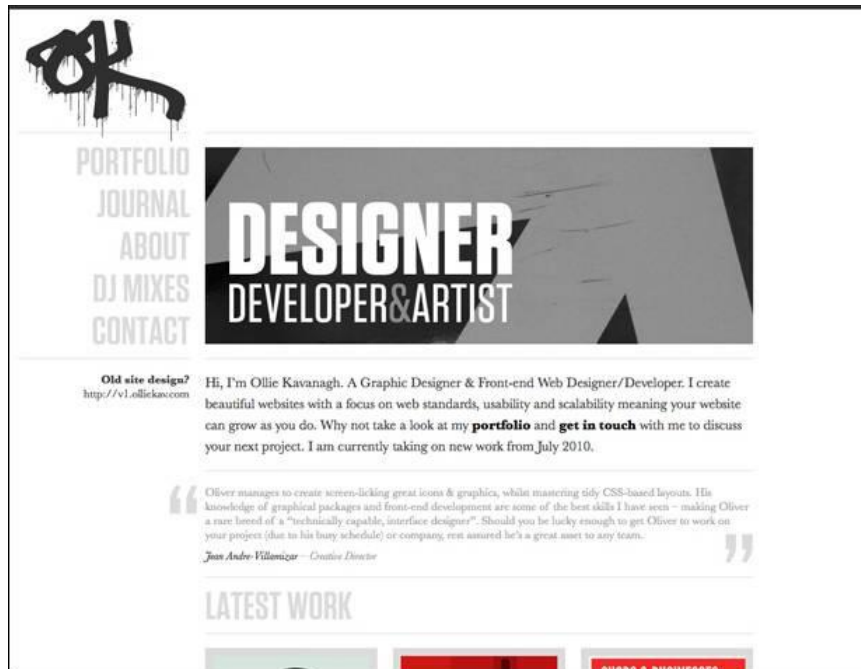 OK
PORTFOLIO
JOURNAL
ABOUT
DJ MIXES
CONTACT
Old site design?
http://v1.olliekav.com
DESIGNER
DEVELOPER&ARTIST
Hi, I'm Ollie Kavanagh. A Graphic Designer & Front-end Web Designer/Developer. I create
beautiful websites with a focus on web standards, usability and scalability meaning your website
can grow as you do. Why not take a look at my portfolio and get in touch with me to discuss
your next project. I am currently taking on new work from July 2010.
“ Oliver manages to create screen-licking great icons & graphics, whilst mastering tidy CSS-based layouts. His
knowledge of graphical packages and front-end development are some of the best skills I have seen – making Oliver
a rare breed of a “technically capable, interface designer”. Should you be lucky enough to get Oliver to work on
your project (due to his busy schedule) or company, rest assured he's a great asset to any team. ”
Jean Andre-Villamizar – Creative Director
LATEST WORK